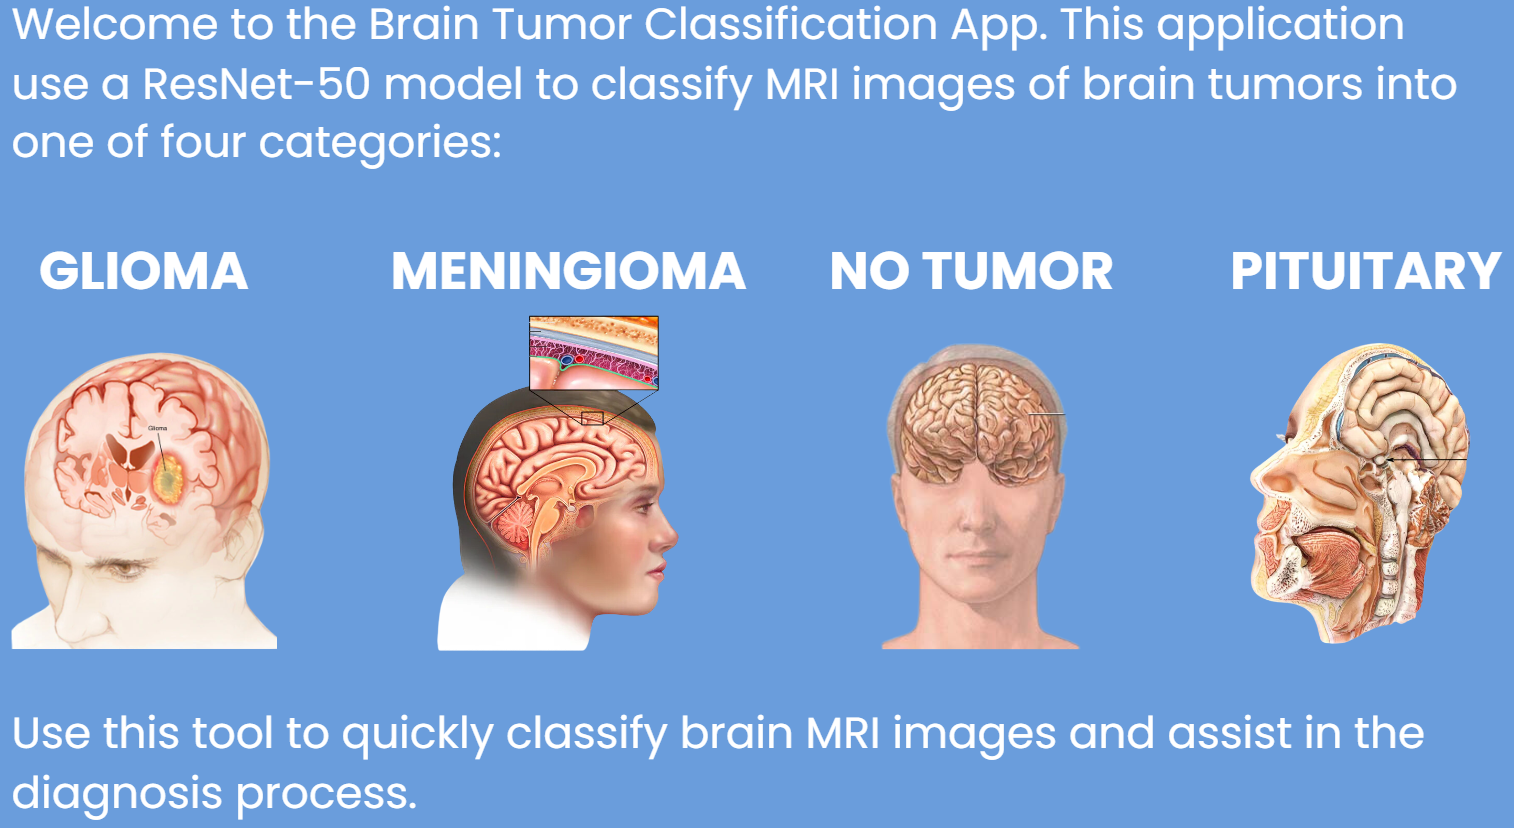 Welcome to the Brain Tumor Classification App. This application
use a ResNet-50 model to classify MRI images of brain tumors into
one of four categories:
GLIOMA MENINGIOMA NO TUMOR PITUITARY
Glioma
Use this tool to quickly classify brain MRI images and assist in the
diagnosis process.